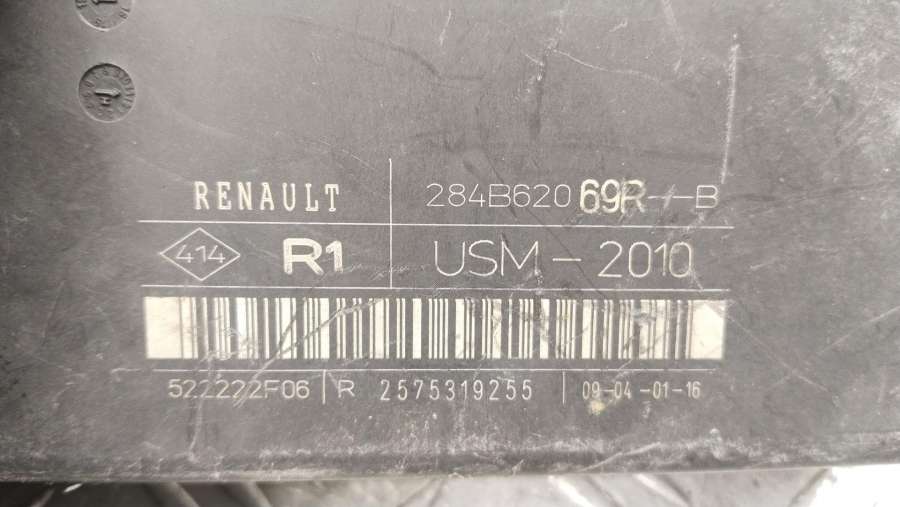 RENAULT 284B620 69R--B
414 R1 USM - 2010
522222F06 | R 2575319255 | 09-04-01-16